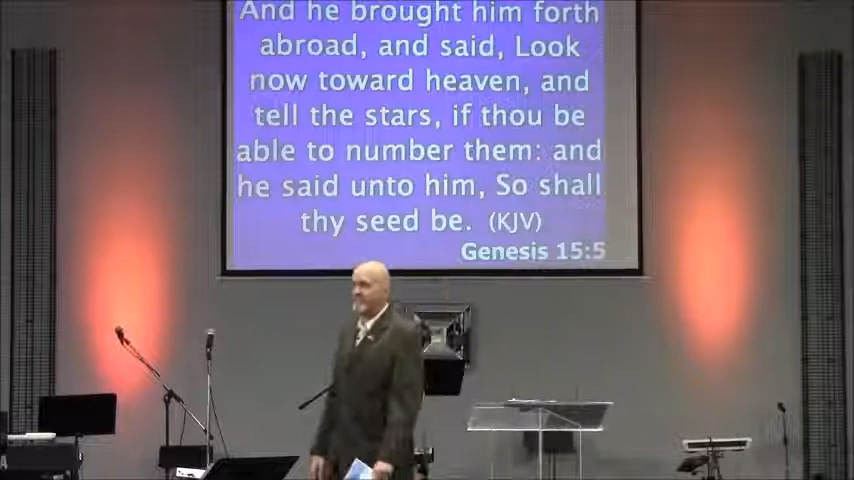 And he brought him forth
abroad, and said, Look
now toward heaven, and
tell the stars, if thou be
able to number them: and
he said unto him, So shall
thy seed be. (KJV)
Genesis 15:5